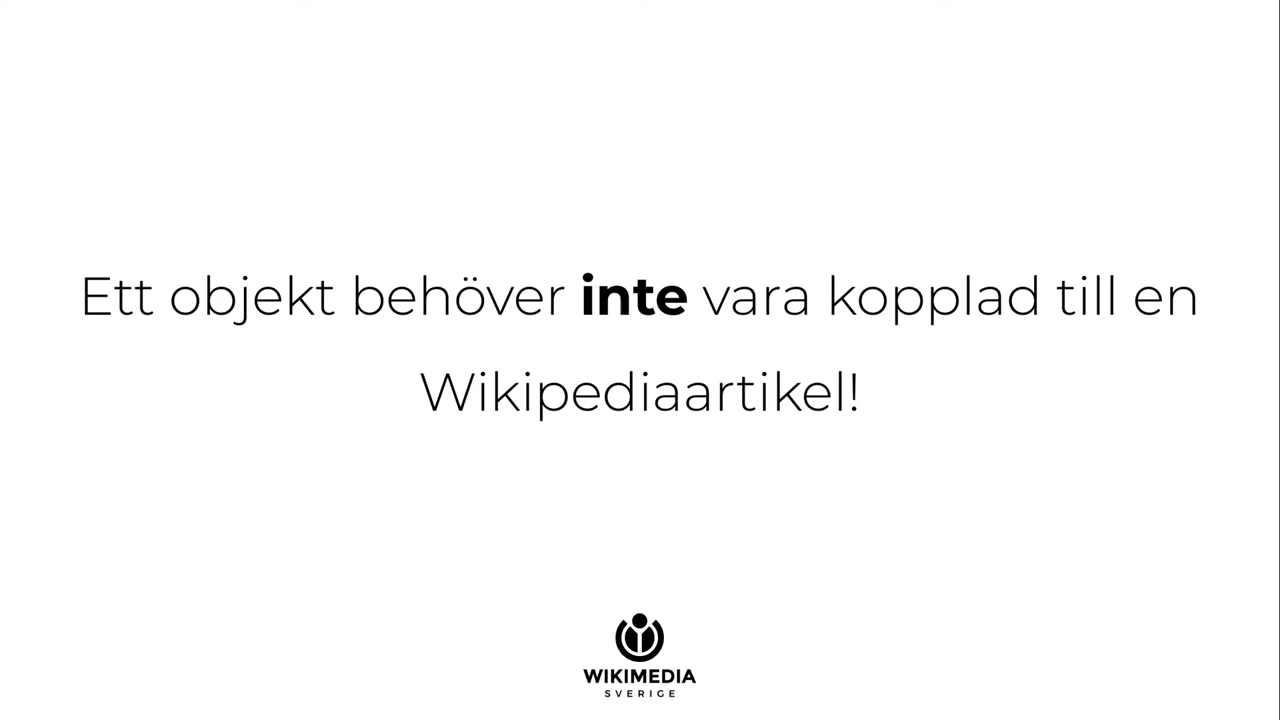 Ett objekt behöver inte vara kopplad till en
Wikipediaartikel!
WIKIMEDIA
SVERIGE